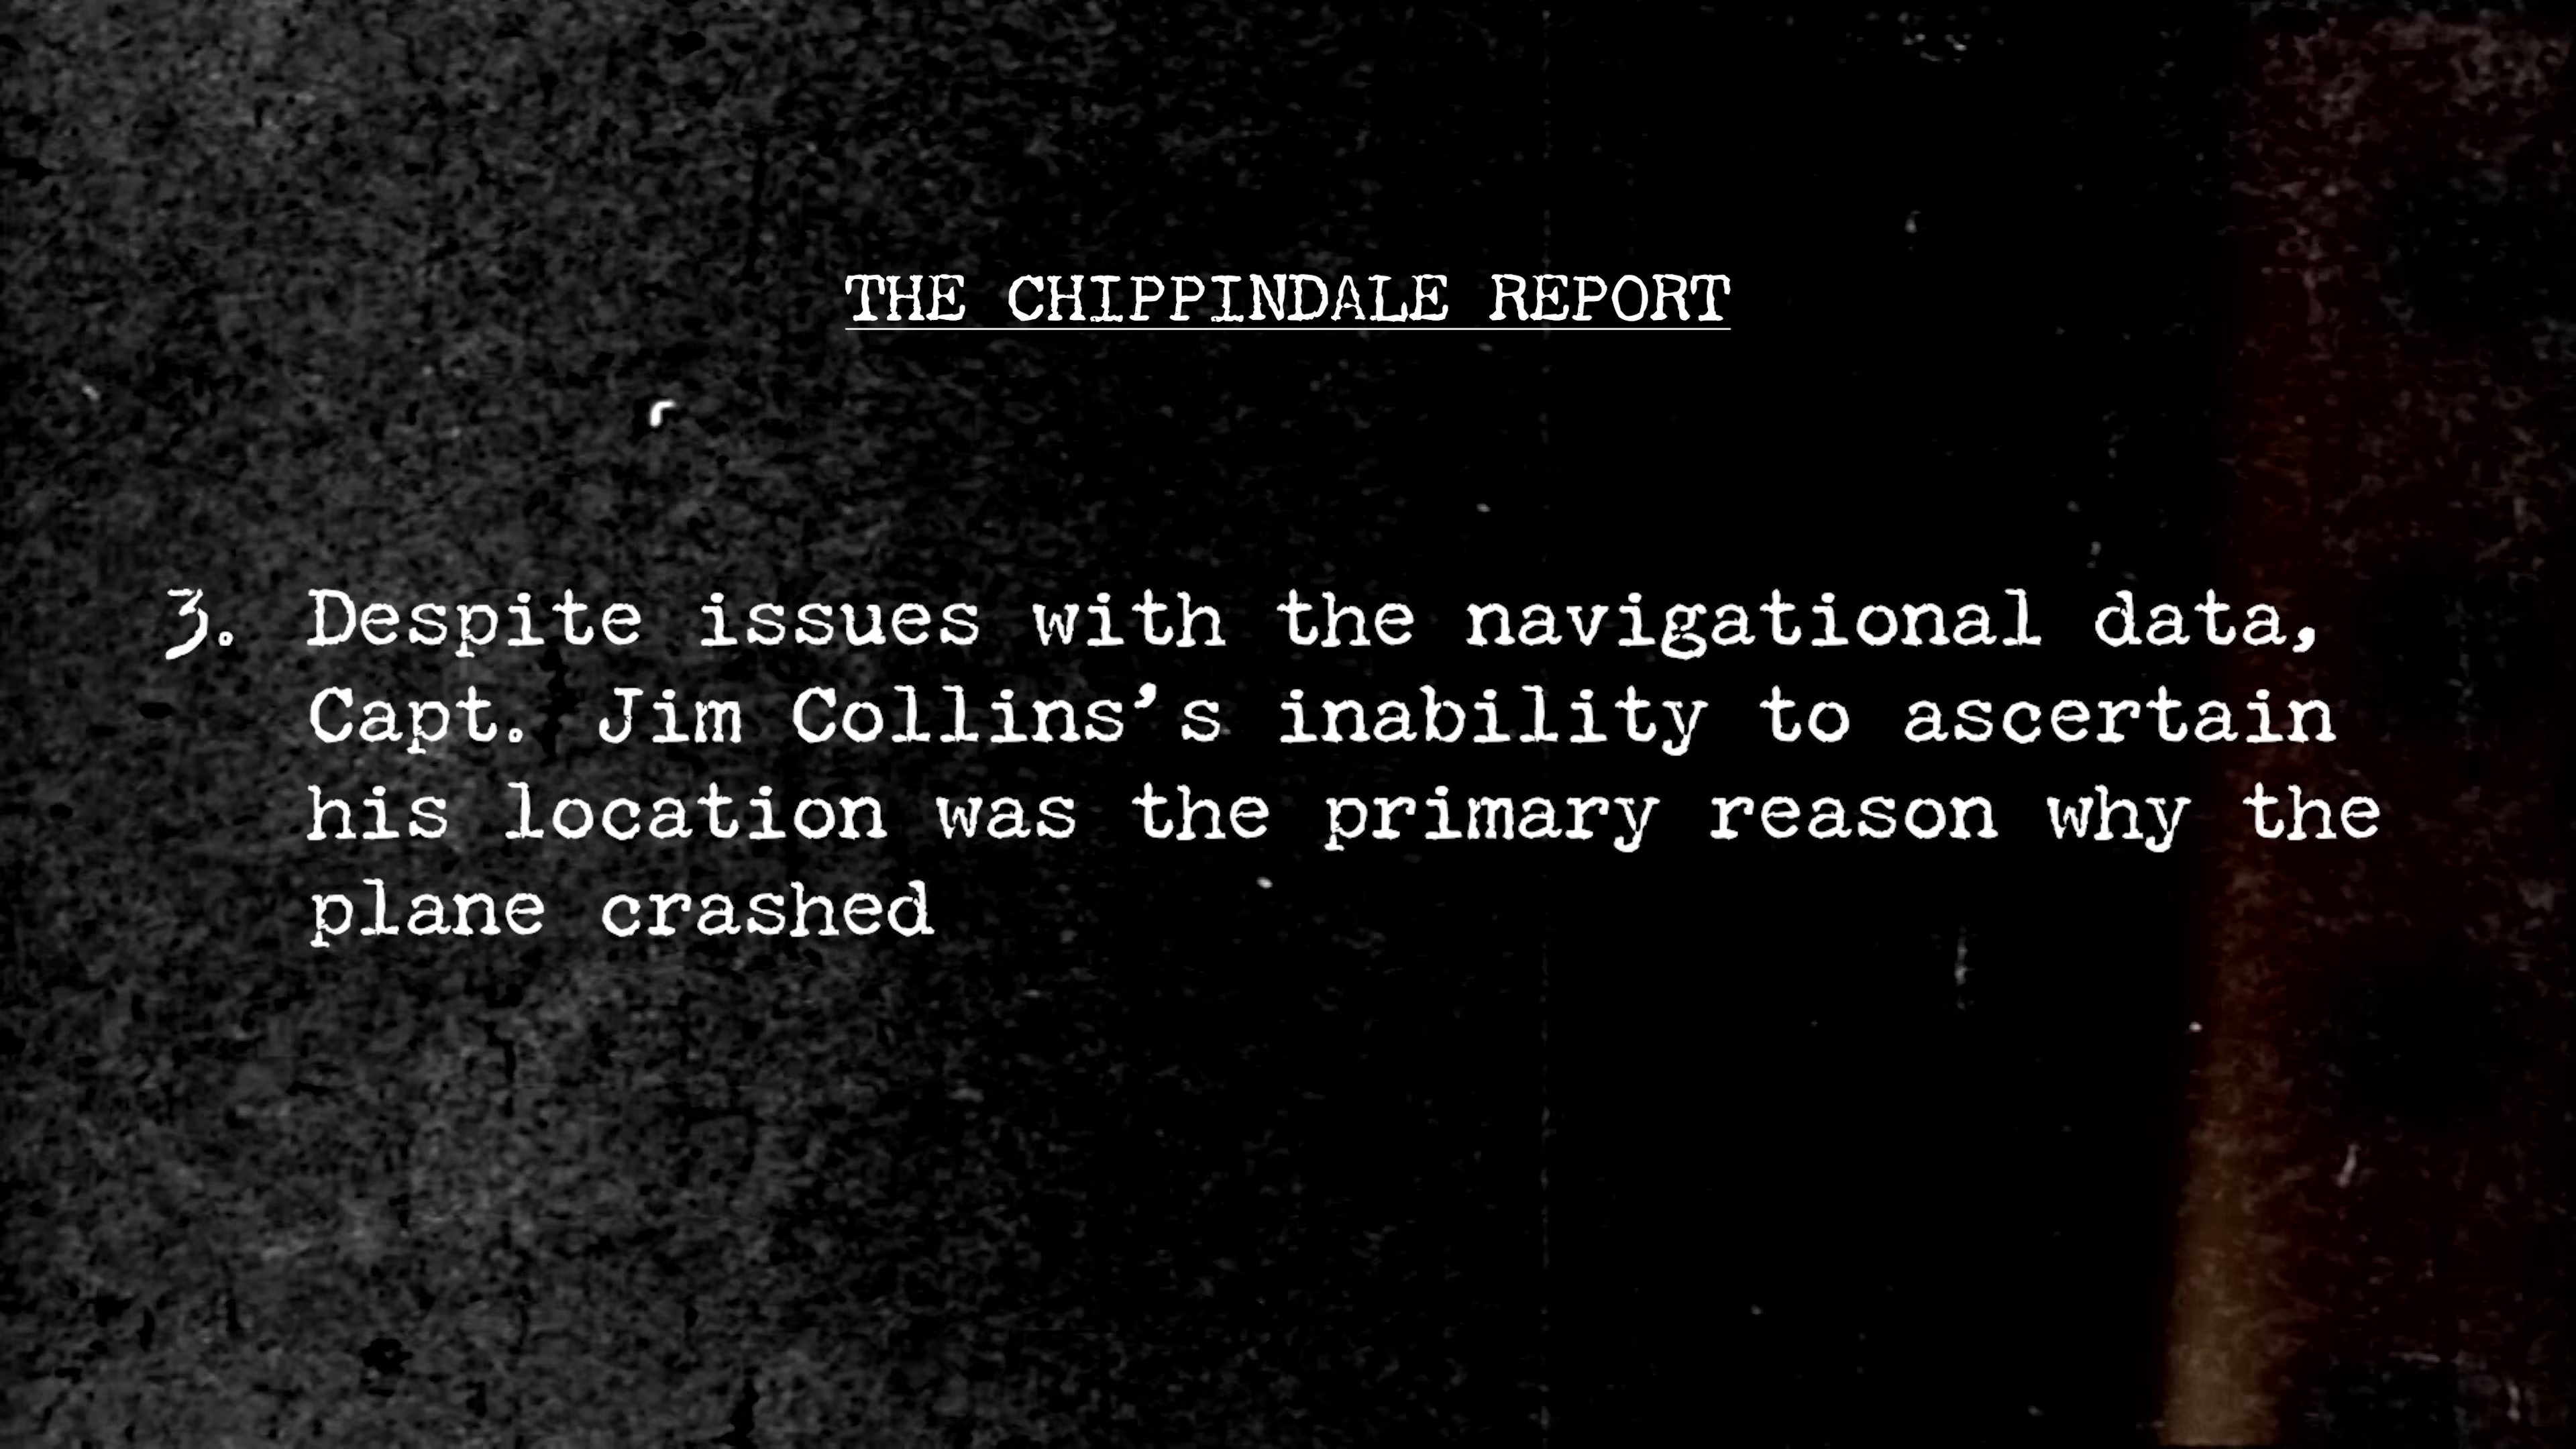 THE CHIPPINDALE REPORT
3. Despite issues with the navigational data,
Capt. Jim Collins’s inability to ascertain
his location was the primary reason why the
plane crashed